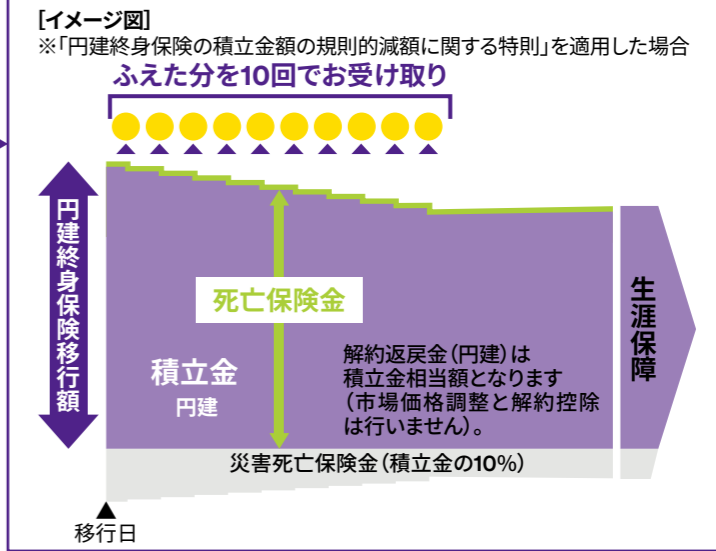 [イメージ図]
※「円建終身保険の積立金額の規則的減額に関する特則」を適用した場合
ふえた分を10回でお受け取り
円建終身保険移行額
死亡保険金
積立金
円建
解約返戻金（円建）は
積立金相当額となります
（市場価格調整と解約控除
は行いません）。
生涯保障
災害死亡保険金（積立金の10%）
移行日